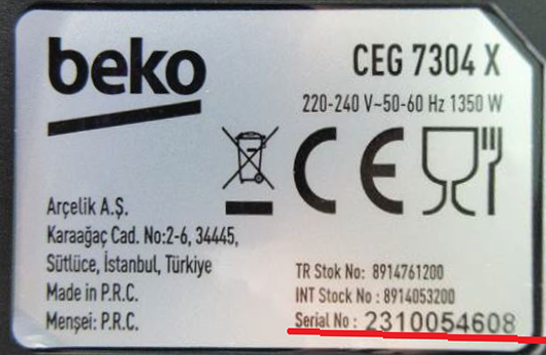 beko
CEG 7304 X
220-240 V~50-60 Hz 1350 W
CE
Arçelik A.Ş.
Karaağaç Cad. No:2-6, 34445,
Sütlüce, İstanbul, Türkiye
Made in P.R.C.
Menşei: P.R.C.
TR Stok No: 8914761200
INT Stock No : 8914053200
Serial No : 2310054608